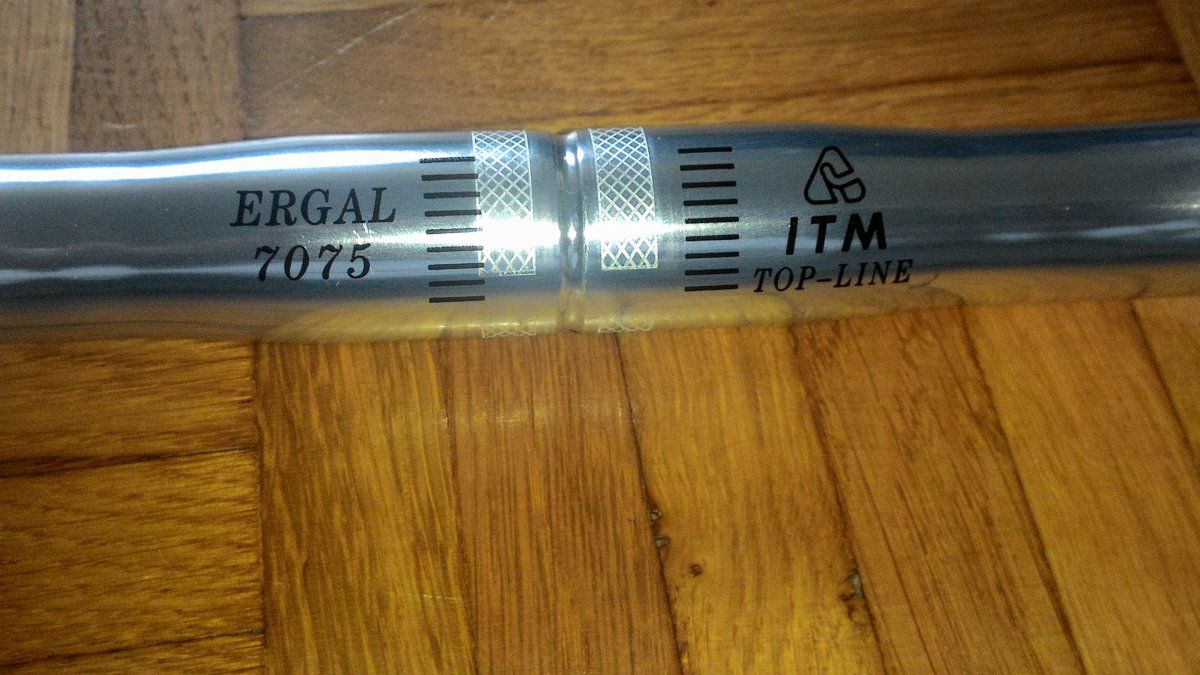 ERGAL
7075
ITM
TOP-LINE